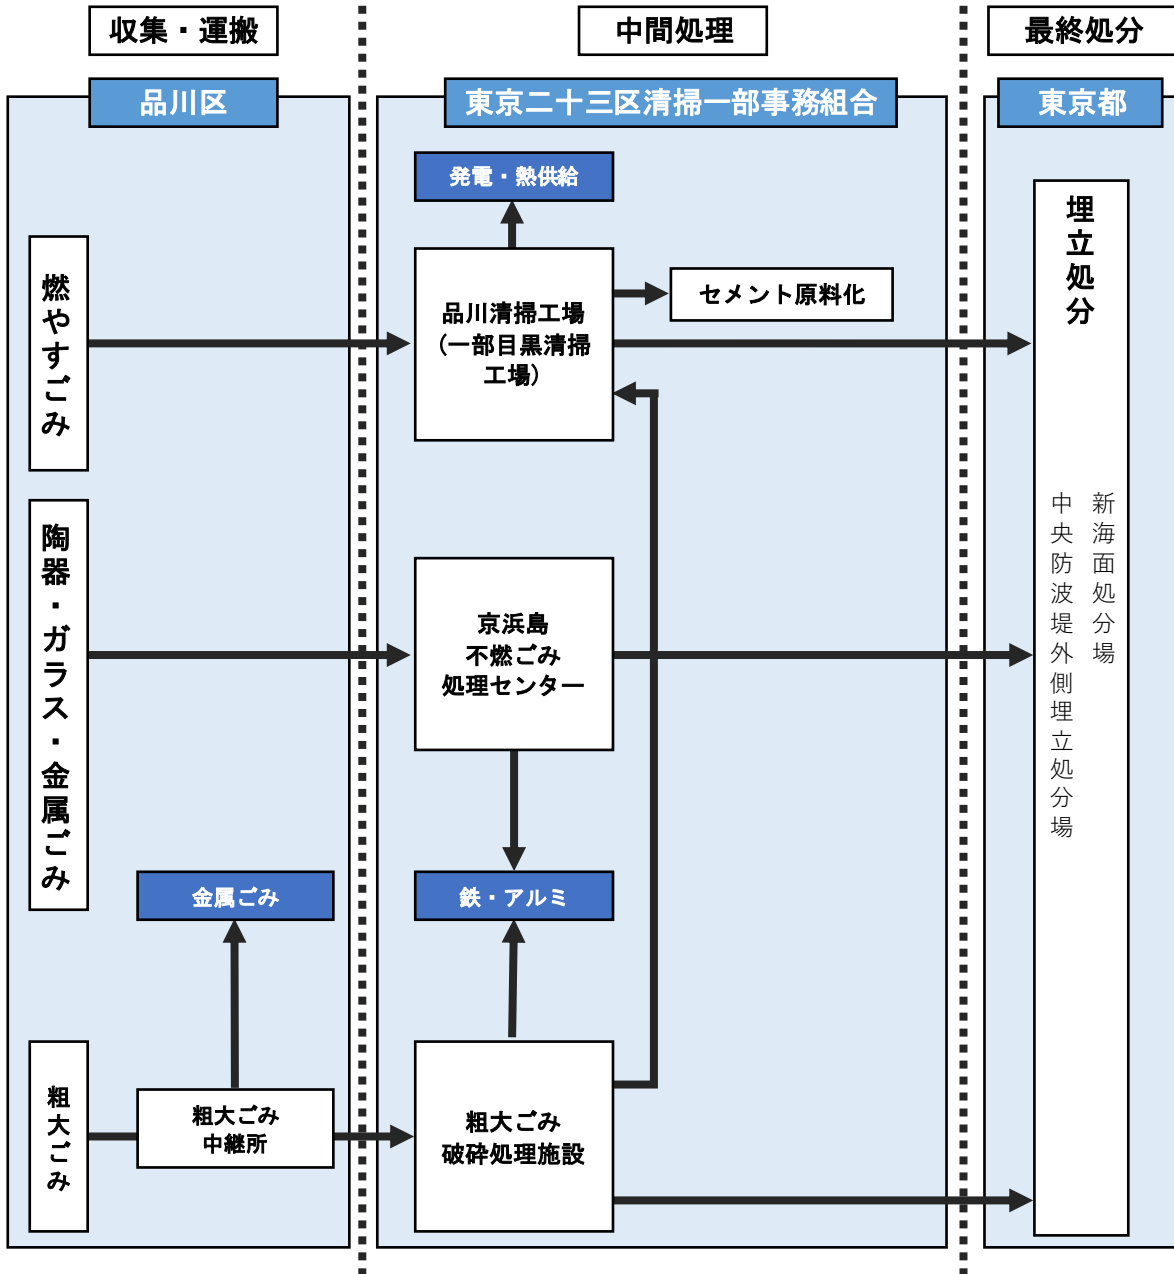 収集・運搬
中間処理
最終処分
品川区
東京二十三区清掃一部事務組合
東京都
燃やすごみ
陶器・ガラス・金属ごみ
金属ごみ
粗大ごみ
粗大ごみ
中継所
発電・熱供給
品川清掃工場
（一部目黒清掃
工場）
セメント原料化
京浜島
不燃ごみ
処理センター
鉄・アルミ
粗大ごみ
破砕処理施設
埋立処分
新海面処分場
中央防波堤外側埋立処分場